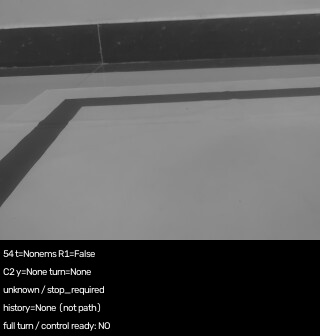 54 t=Nonems R1=False
C2 y=None turn=None
unknown / stop_required
history=None (not path)
full turn / control ready: NO